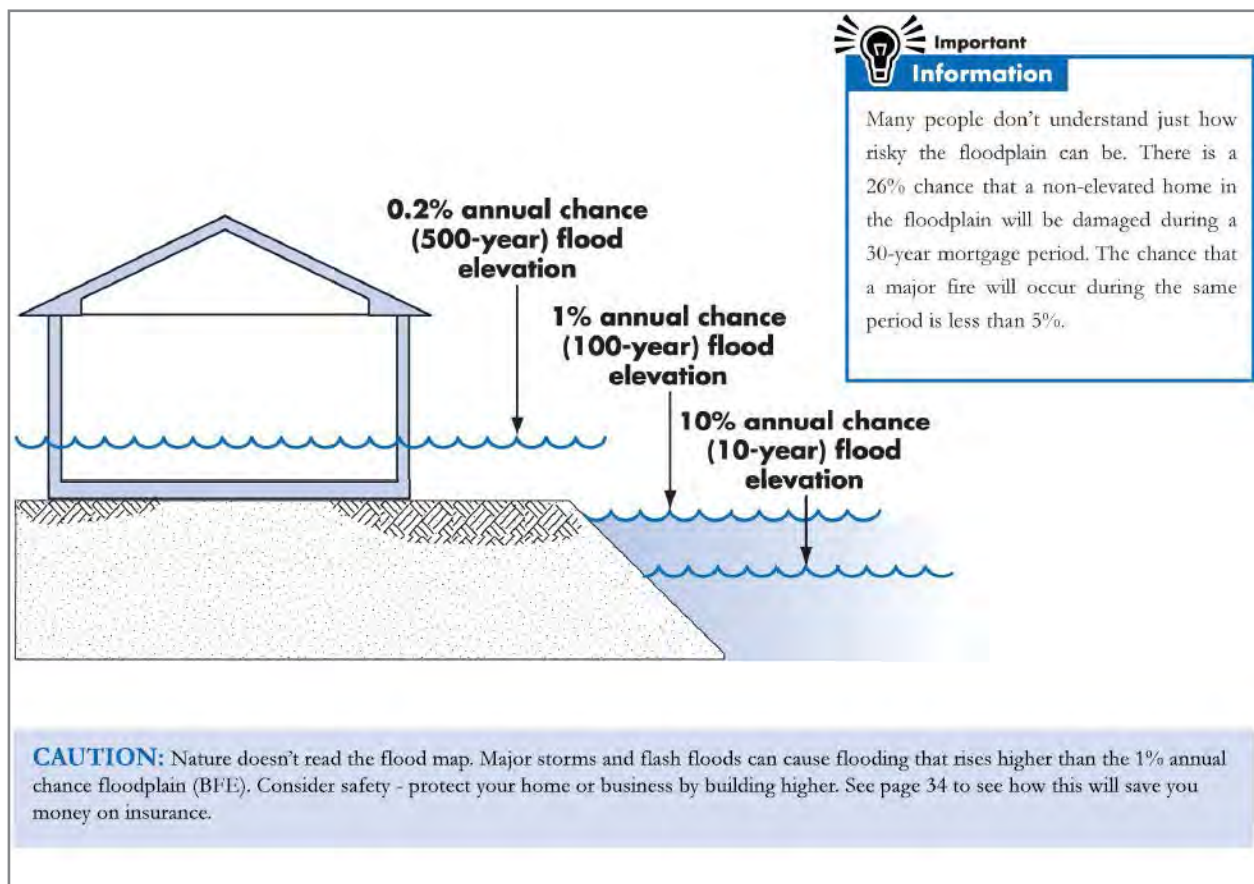 Important
Information
Many people don't understand just how
risky the floodplain can be. There is a
26% chance that a non-elevated home in
the floodplain will be damaged during a
30-year mortgage period. The chance that
a major fire will occur during the same
period is less than 5%.
0.2% annual chance
(500-year) flood
elevation
1% annual chance
(100-year) flood
elevation
10% annual chance
(10-year) flood
elevation
CAUTION: Nature doesn't read the flood map. Major storms and flash floods can cause flooding that rises higher than the 1% annual
chance floodplain (BFE). Consider safety - protect your home or business by building higher. See page 34 to see how this will save you
money on insurance.